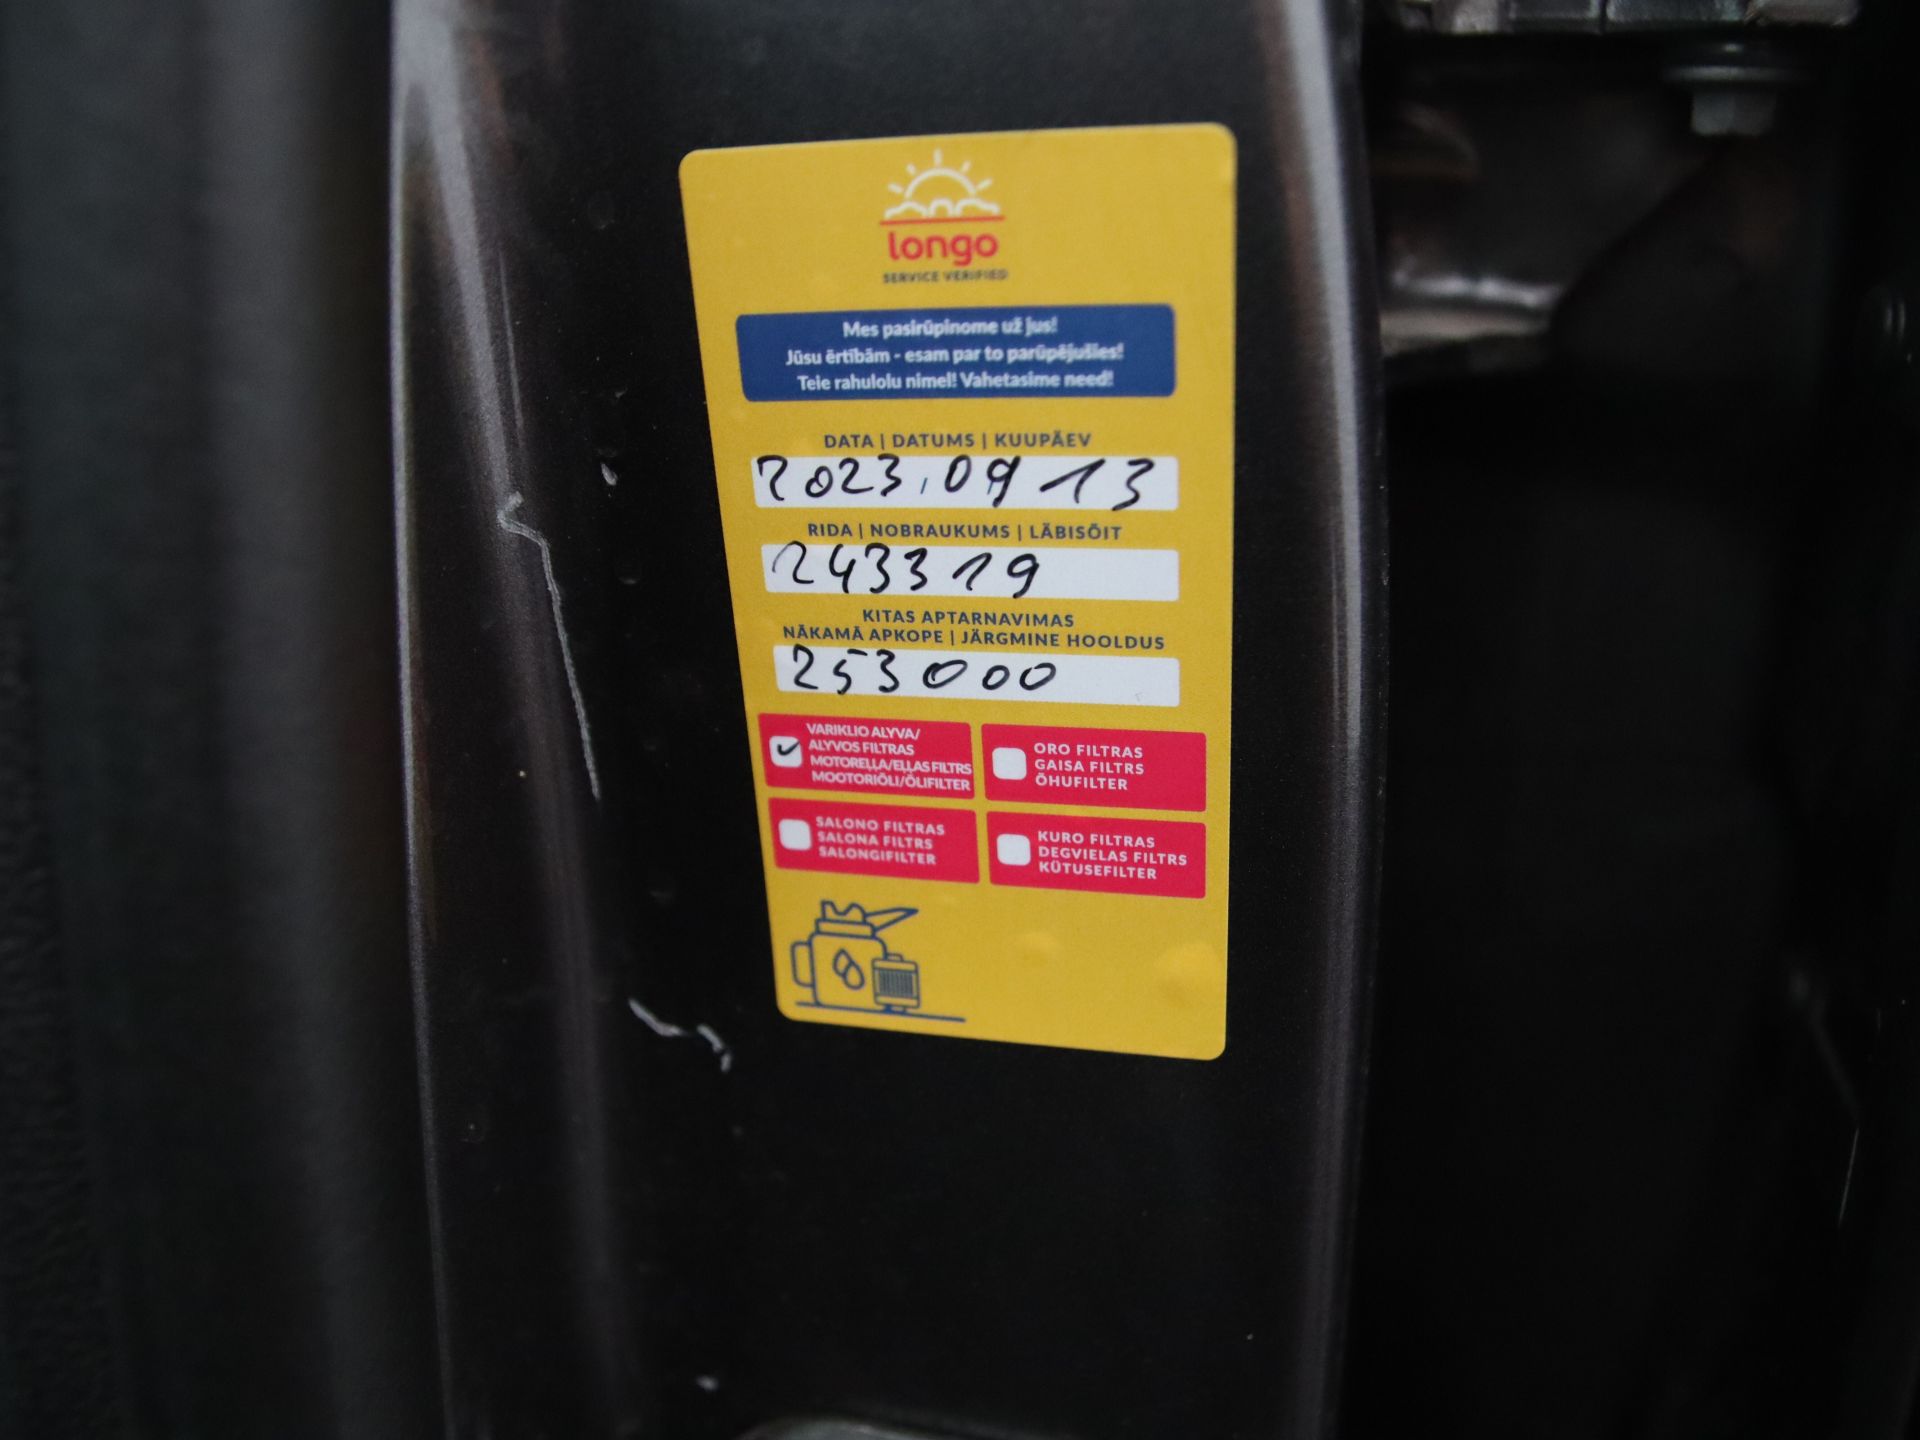 longo
SERVICE VERIFIED
Mes pasirūpinome už jus!
Jūsu ērtībām - esam par to parūpējušies!
Teie rahulolu nimel! Vahetasime need!
DATA | DATUMS | KUUPÄEV
2023.09 13
RIDA | NOBRAUKUMS | LÄBISÕIT
243319
KITAS APTARNAVIMAS
NĀKAMĀ APKOPE | JÄRGMINE HOOLDUS
253000
VARIKLIO ALYVA/
ALYVOS FILTRAS
MOTOREĻĻA/EĻĻAS FILTRS
MOOTORIÕLI/ÕLIFILTER
ORO FILTRAS
GAISA FILTRS
ÕHUFILTER
SALONO FILTRAS
SALONA FILTRS
SALONGIFILTER
KURO FILTRAS
DEGVIELAS FILTRS
KÜTUSEFILTER